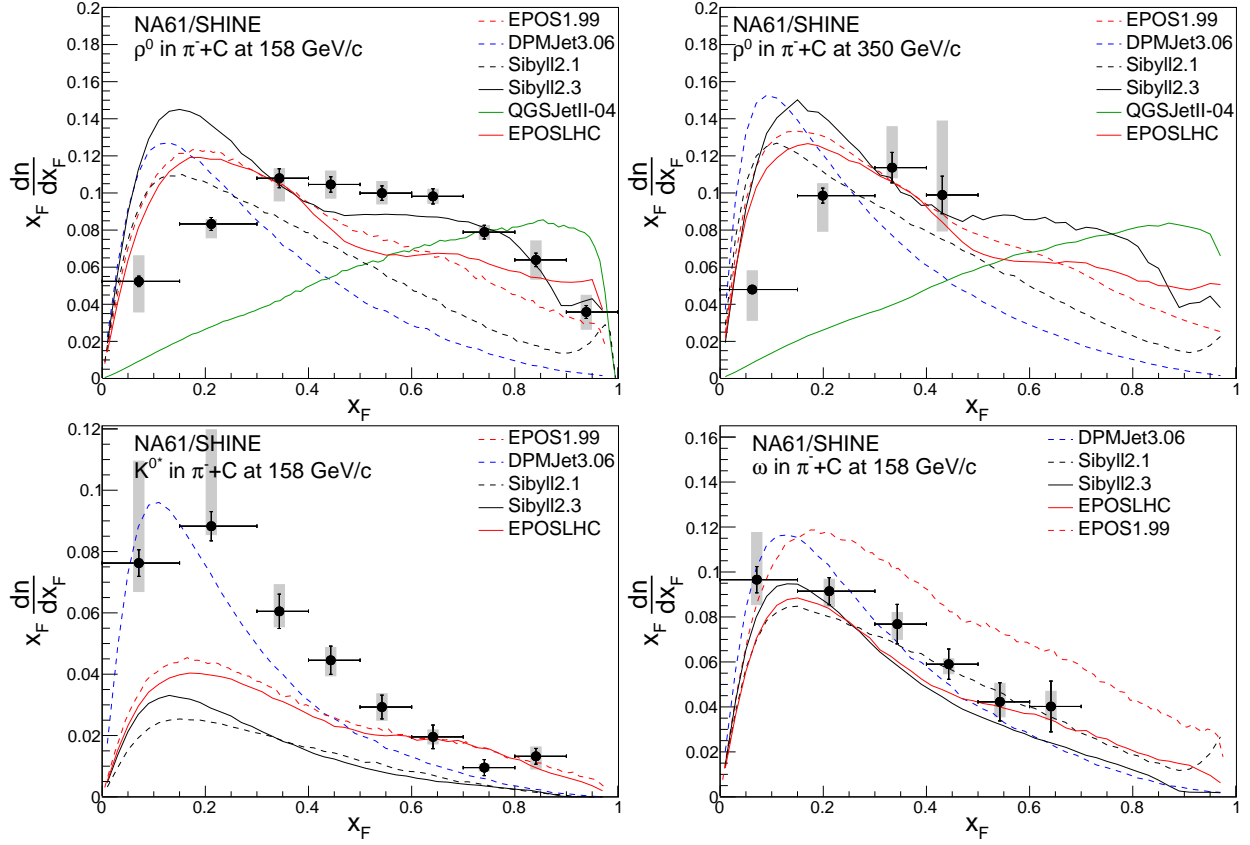 NA61/SHINE
ρ⁰ in π⁻+C at 158 GeV/c
EPOS1.99
DPMJet3.06
Sibyll2.1
Sibyll2.3
QGSJetII-04
EPOSLHC
0.2
0.18
0.16
0.14
0.12
0.1
0.08
0.06
0.04
0.02
0
x_F dn/dx_F
0 0.2 0.4 0.6 0.8 1
x_F
NA61/SHINE
ρ⁰ in π⁻+C at 350 GeV/c
EPOS1.99
DPMJet3.06
Sibyll2.1
Sibyll2.3
QGSJetII-04
EPOSLHC
0.2
0.18
0.16
0.14
0.12
0.1
0.08
0.06
0.04
0.02
0
x_F dn/dx_F
0 0.2 0.4 0.6 0.8 1
x_F
NA61/SHINE
K⁰* in π⁻+C at 158 GeV/c
EPOS1.99
DPMJet3.06
Sibyll2.1
Sibyll2.3
EPOSLHC
0.12
0.1
0.08
0.06
0.04
0.02
0
x_F dn/dx_F
0 0.2 0.4 0.6 0.8 1
x_F
NA61/SHINE
ω in π⁻+C at 158 GeV/c
DPMJet3.06
Sibyll2.1
Sibyll2.3
EPOSLHC
EPOS1.99
0.16
0.14
0.12
0.1
0.08
0.06
0.04
0.02
0
x_F dn/dx_F
0 0.2 0.4 0.6 0.8 1
x_F